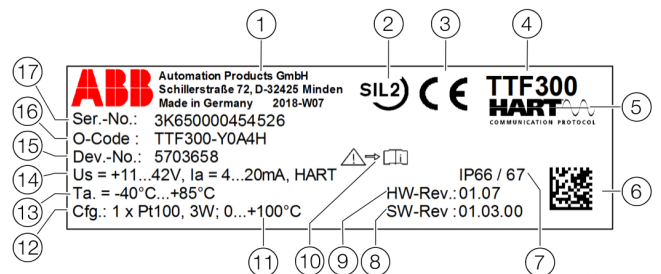 1 2 3 4
ABB Automation Products GmbH
Schillerstraße 72, D-32425 Minden
Made in Germany 2018-W07
SIL2 CE TTF300
HART
COMMUNICATION PROTOCOL
5
17 Ser.-No.: 3K650000454526
16 O-Code : TTF300-Y0A4H
15 Dev.-No.: 5703658
14 Us = +11...42V, Ia = 4...20mA, HART
i
IP66 / 67
6
13 Ta. = -40°C...+85°C
HW-Rev.: 01.07
12 Cfg.: 1 x Pt100, 3W; 0...+100°C
SW-Rev : 01.03.00
11 10 9 8 7